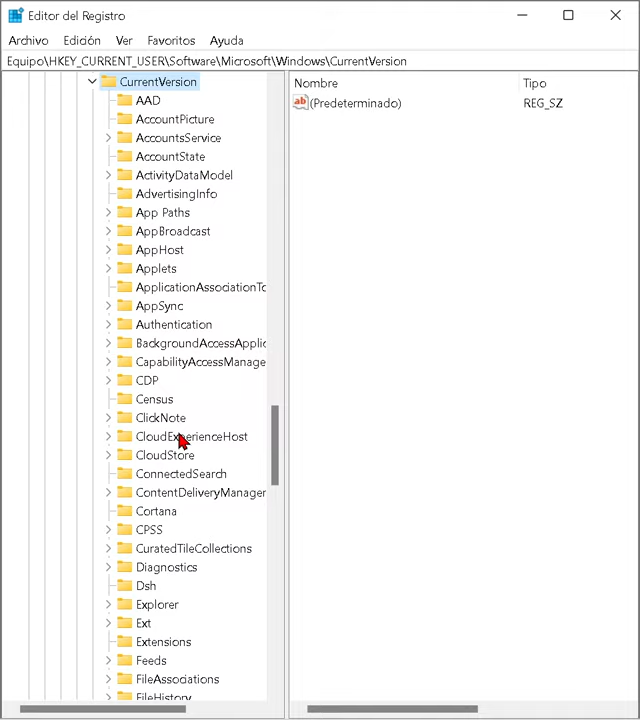 Editor del Registro
Archivo Edición Ver Favoritos Ayuda
Equipo\HKEY_CURRENT_USER\Software\Microsoft\Windows\CurrentVersion
CurrentVersion
AAD
AccountPicture
AccountsService
AccountState
ActivityDataModel
AdvertisingInfo
App Paths
AppBroadcast
AppHost
Applets
ApplicationAssociationTo
AppSync
Authentication
BackgroundAccessApplic
CapabilityAccessManage
CDP
Census
ClickNote
CloudExperienceHost
CloudStore
ConnectedSearch
ContentDeliveryManager
Cortana
CPSS
CuratedTileCollections
Diagnostics
Dsh
Explorer
Ext
Extensions
Feeds
FileAssociations
FileHistory
Nombre Tipo
ab (Predeterminado) REG_SZ